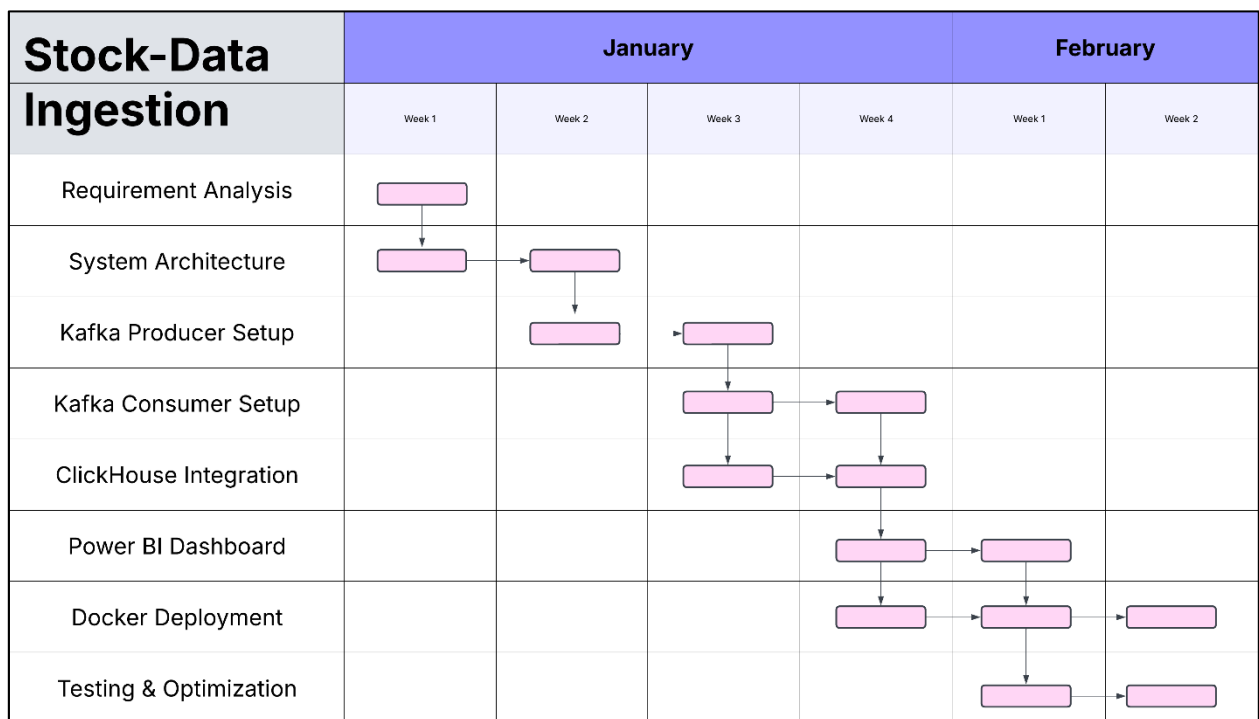 Stock-Data
Ingestion
January
February
Week 1
Week 2
Week 3
Week 4
Week 1
Week 2
Requirement Analysis
System Architecture
Kafka Producer Setup
Kafka Consumer Setup
ClickHouse Integration
Power BI Dashboard
Docker Deployment
Testing & Optimization